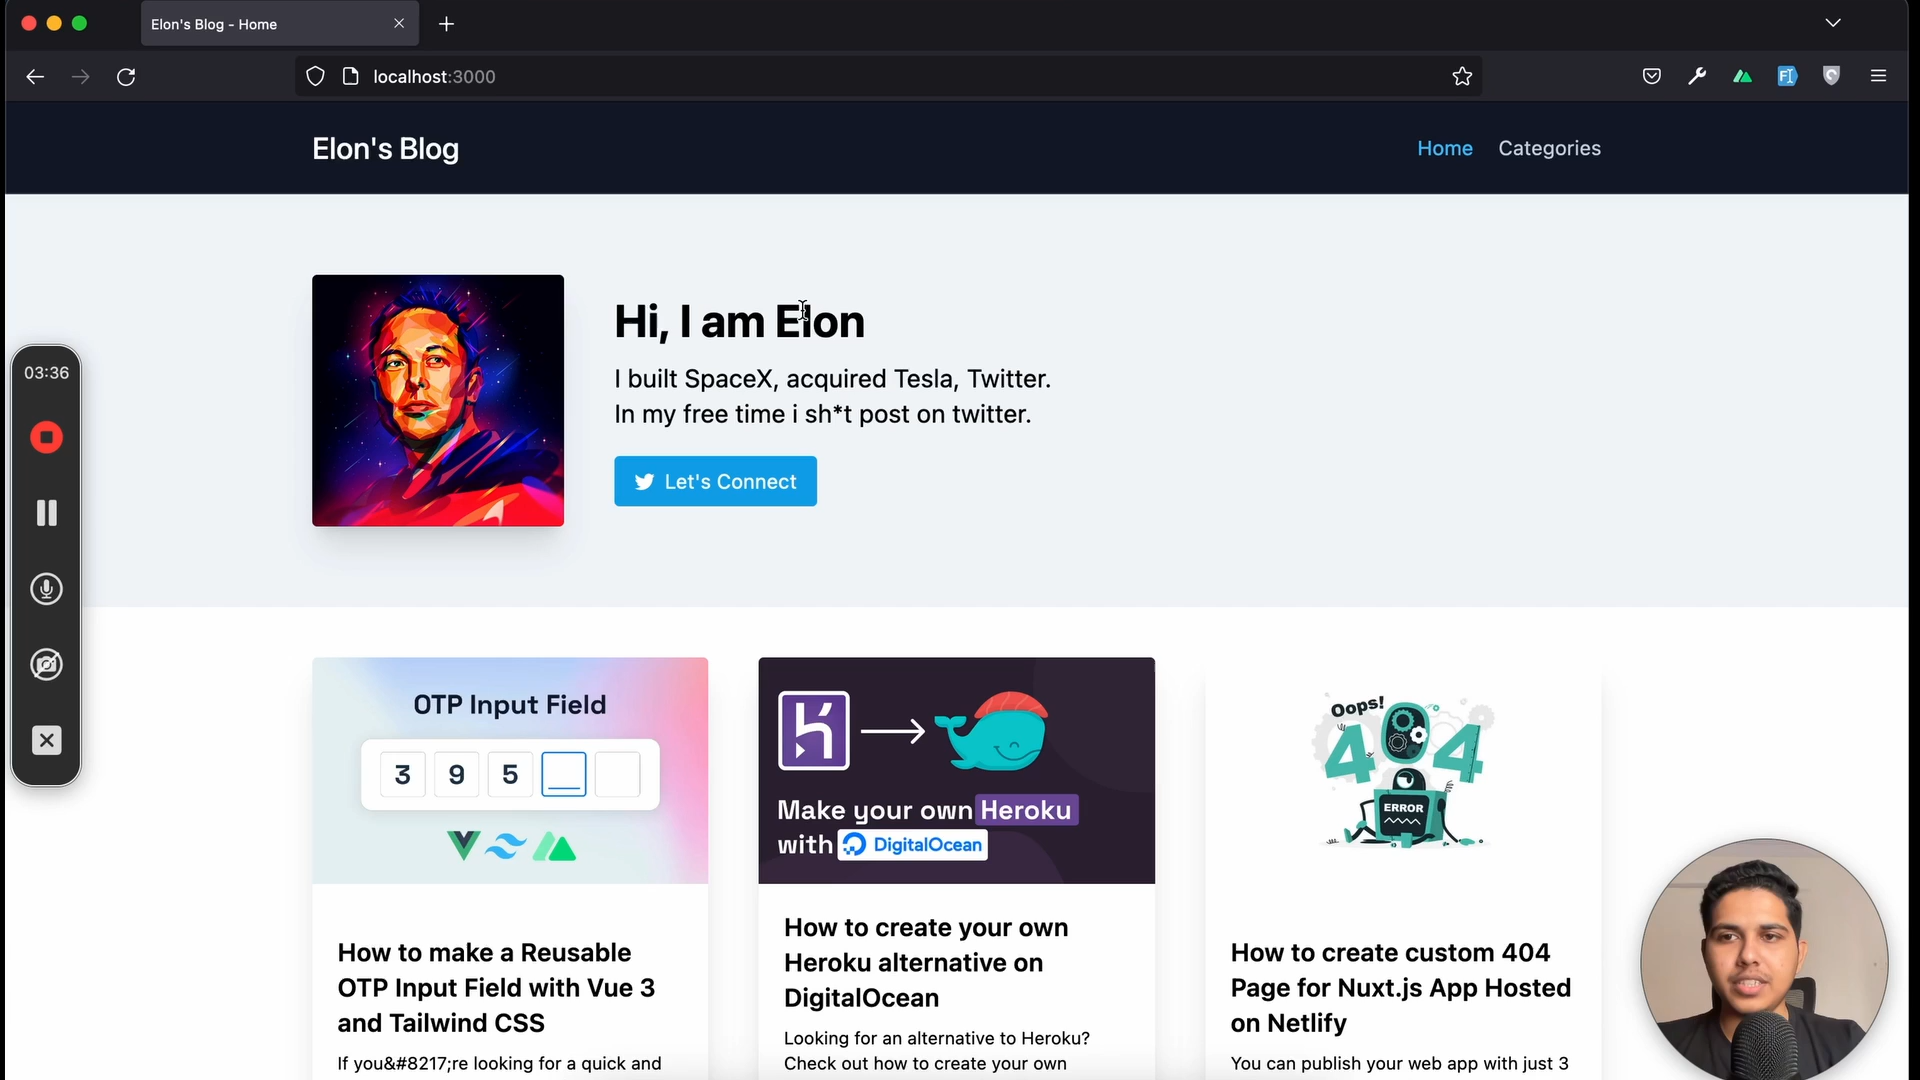 Elon's Blog - Home
localhost:3000
Elon's Blog
Home
Categories
Hi, I am Elon
I built SpaceX, acquired Tesla, Twitter.
In my free time i sh*t post on twitter.
Let's Connect
03:36
OTP Input Field
3 9 5 _
Make your own Heroku
with DigitalOcean
Oops!
404
ERROR
How to make a Reusable
OTP Input Field with Vue 3
and Tailwind CSS
If you&#8217;re looking for a quick and
How to create your own
Heroku alternative on
DigitalOcean
Looking for an alternative to Heroku?
Check out how to create your own
How to create custom 404
Page for Nuxt.js App Hosted
on Netlify
You can publish your web app with just 3